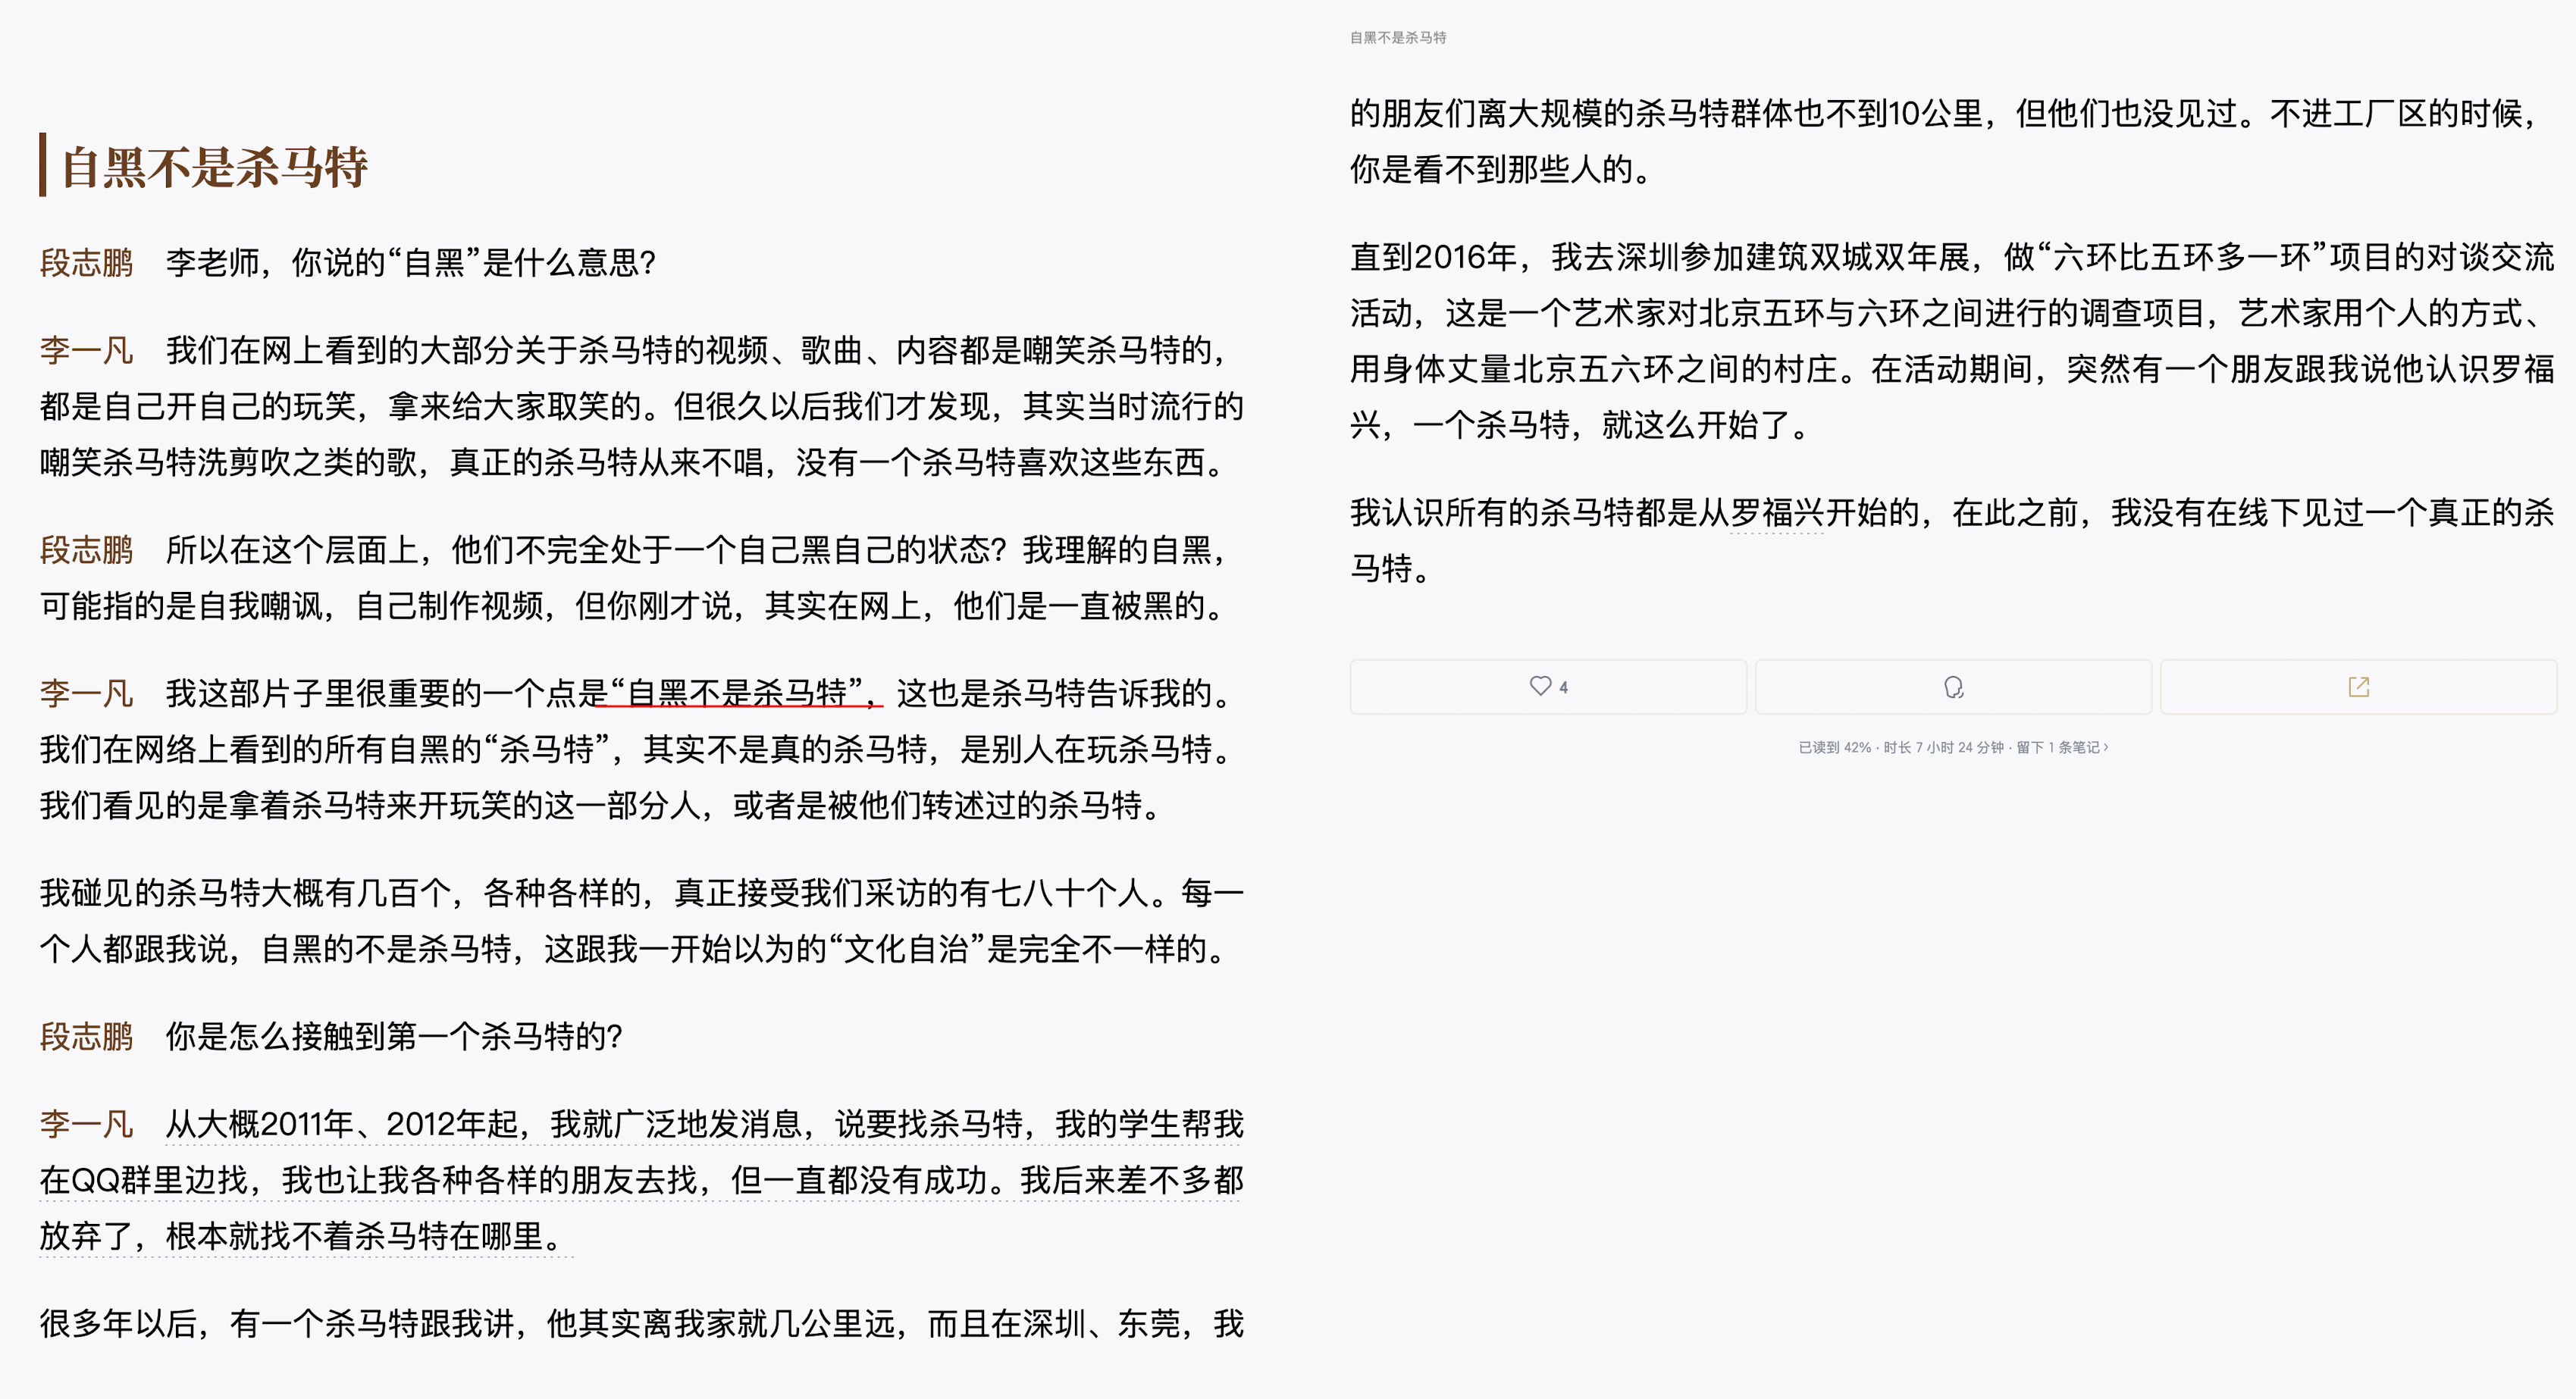 自黑不是杀马特
段志鹏　李老师，你说的“自黑”是什么意思？
李一凡　我们在网上看到的大部分关于杀马特的视频、歌曲、内容都是嘲笑杀马特的，
都是自己开自己的玩笑，拿来给大家取笑的。但很久以后我们才发现，其实当时流行的
嘲笑杀马特洗剪吹之类的歌，真正的杀马特从来不唱，没有一个杀马特喜欢这些东西。
段志鹏　所以在这个层面上，他们不完全处于一个自己黑自己的状态？我理解的自黑，
可能指的是自我嘲讽，自己制作视频，但你刚才说，其实在网上，他们是一直被黑的。
李一凡　我这部片子里很重要的一个点是“自黑不是杀马特”，这也是杀马特告诉我的。
我们在网络上看到的所有自黑的“杀马特”，其实不是真的杀马特，是别人在玩杀马特。
我们看见的是拿着杀马特来开玩笑的这一部分人，或者是被他们转述过的杀马特。
我碰见的杀马特大概有几百个，各种各样的，真正接受我们采访的有七八十个人。每一
个人都跟我说，自黑的不是杀马特，这跟我一开始以为的“文化自治”是完全不一样的。
段志鹏　你是怎么接触到第一个杀马特的？
李一凡　从大概2011年、2012年起，我就广泛地发消息，说要找杀马特，我的学生帮我
在QQ群里边找，我也让我各种各样的朋友去找，但一直都没有成功。我后来差不多都
放弃了，根本就找不着杀马特在哪里。
很多年以后，有一个杀马特跟我讲，他其实离我家就几公里远，而且在深圳、东莞，我
自黑不是杀马特
的朋友们离大规模的杀马特群体也不到10公里，但他们也没见过。不进工厂区的时候，
你是看不到那些人的。
直到2016年，我去深圳参加建筑双城双年展，做“六环比五环多一环”项目的对谈交流
活动，这是一个艺术家对北京五环与六环之间进行的调查项目，艺术家用个人的方式、
用身体丈量北京五六环之间的村庄。在活动期间，突然有一个朋友跟我说他认识罗福
兴，一个杀马特，就这么开始了。
我认识所有的杀马特都是从罗福兴开始的，在此之前，我没有在线下见过一个真正的杀
马特。
4
已读到 42% · 时长 7 小时 24 分钟 · 留下 1 条笔记 ›